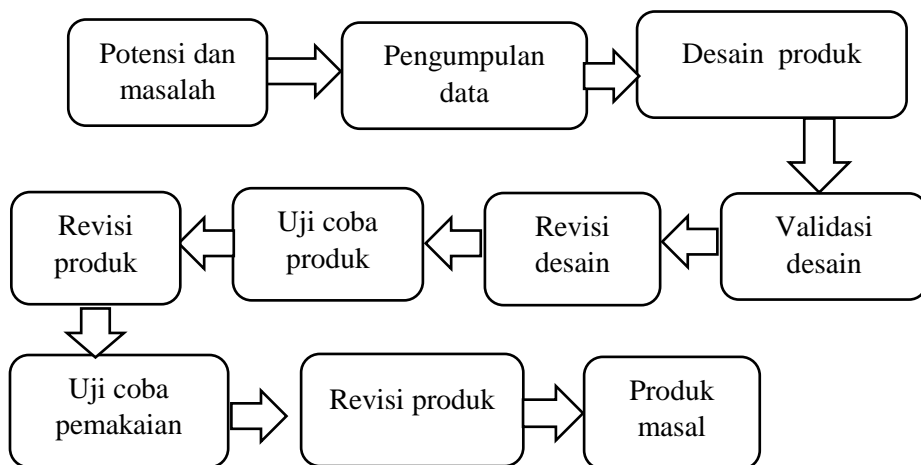 Potensi dan
masalah
Pengumpulan
data
Desain produk
Validasi
desain
Revisi
desain
Uji coba
produk
Revisi
produk
Uji coba
pemakaian
Revisi produk
Produk
masal